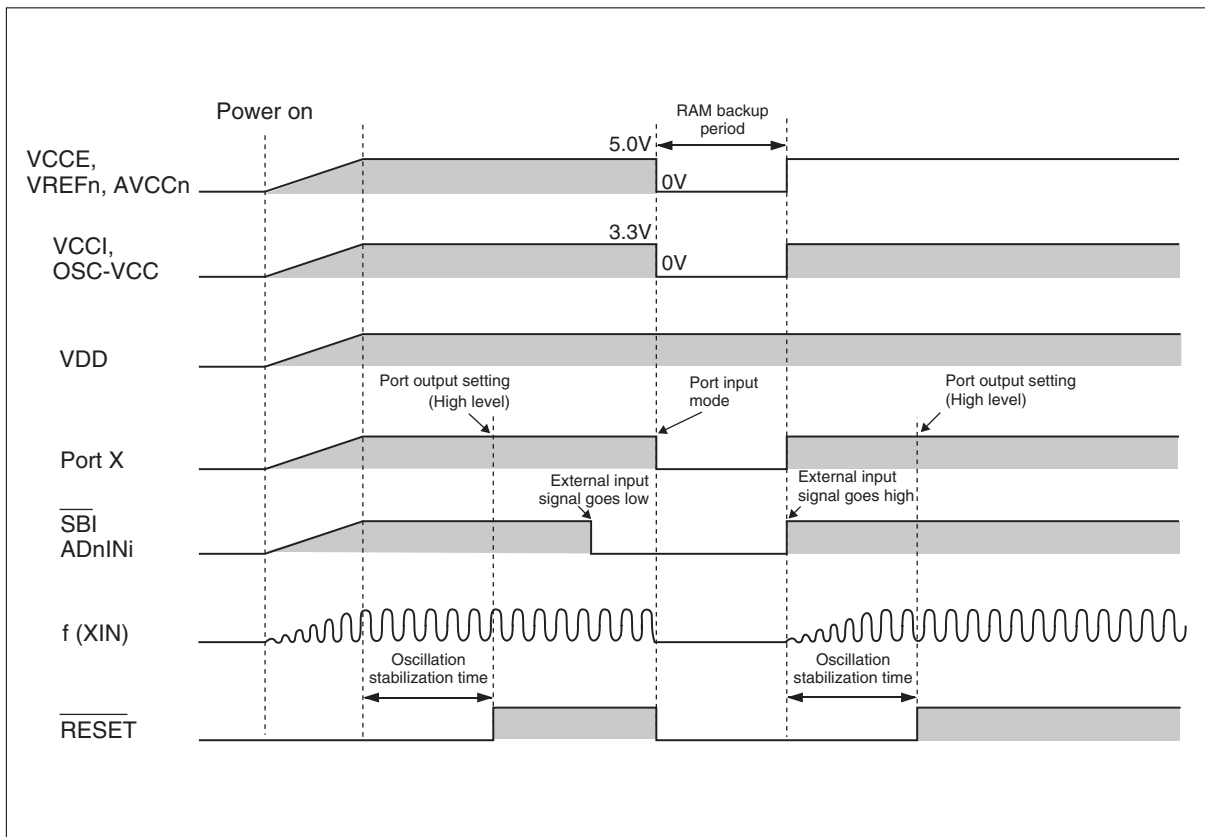 Power on
RAM backup
period
5.0V
VCCE,
VREFn, AVCCn
0V
3.3V
VCCI,
OSC-VCC
0V
VDD
Port output setting
(High level)
Port input
mode
Port output setting
(High level)
Port X
External input
signal goes low
External input
signal goes high
SBI
ADnINi
f (XIN)
Oscillation
stabilization time
Oscillation
stabilization time
RESET